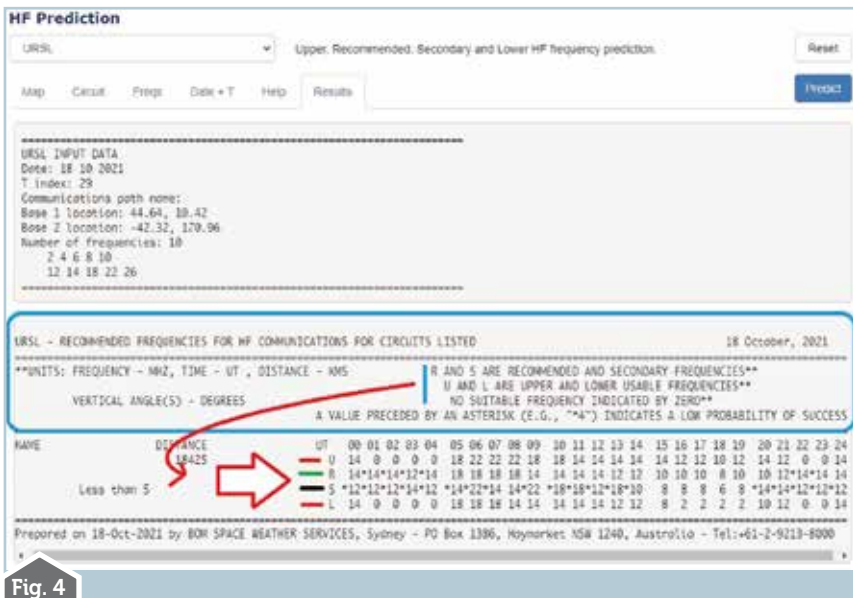 HF Prediction
URSL
Upper. Recommended. Secondary and Lower HF frequency prediction.
Reset
Map Circuit Freqs Date + T Help Results
Predict
URSL INPUT DATA
Date: 18 10 2021
T index: 29
Communications path name:
Base 1 location: 44.64, 10.42
Base 2 location: -42.32, 170.96
Number of frequencies: 10
2 4 6 8 10
12 14 18 22 26
URSL - RECOMMENDED FREQUENCIES FOR HF COMMUNICATIONS FOR CIRCUITS LISTED 18 October, 2021
**UNITS: FREQUENCY - MHZ, TIME - UT , DISTANCE - KMS R AND S ARE RECOMMENDED AND SECONDARY FREQUENCIES**
U AND L ARE UPPER AND LOWER USABLE FREQUENCIES**
VERTICAL ANGLE(S) - DEGREES NO SUITABLE FREQUENCY INDICATED BY ZERO**
A VALUE PRECEDED BY AN ASTERISK (E.G., "*4") INDICATES A LOW PROBABILITY OF SUCCESS
NAME DISTANCE UT 00 01 02 03 04 05 06 07 08 09 10 11 12 13 14 15 16 17 18 19 20 21 22 23 24
18425 U 14 0 0 0 0 18 22 22 22 18 18 14 14 14 14 14 12 12 10 12 14 12 0 0 14
R 14*14*14*12*14 18 18 18 18 14 14 14 14 12 12 10 10 10 8 10 10 12*14*14 14
Less than 5 S *12*12*12*14*12 *14*22*14 14*22 *18*18*12*18*10 8 8 8 6 8 *14*14*12*12*12
L 14 0 0 0 0 18 18 18 14 14 14 14 14 12 12 8 2 2 2 2 10 12 0 0 14
Prepared on 18-Oct-2021 by BOM SPACE WEATHER SERVICES, Sydney - PO Box 1386, Haymarket NSW 1240, Australia - Tel:+61-2-9213-8000
Fig. 4